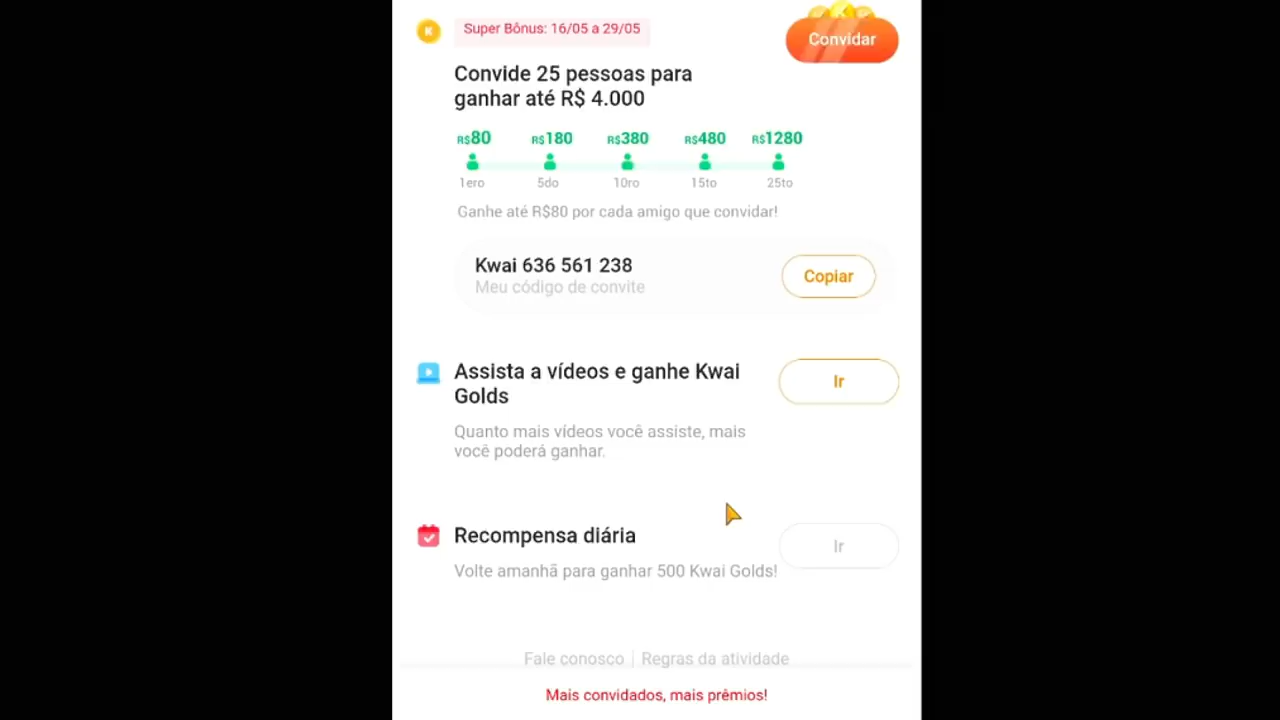 K
Super Bônus: 16/05 a 29/05
Convidar
Convide 25 pessoas para
ganhar até R$ 4.000
R$80 R$180 R$380 R$480 R$1280
1ero 5do 10ro 15to 25to
Ganhe até R$80 por cada amigo que convidar!
Kwai 636 561 238
Meu código de convite
Copiar
Assista a vídeos e ganhe Kwai
Golds
Ir
Quanto mais vídeos você assiste, mais
você poderá ganhar.
Recompensa diária
Ir
Volte amanhã para ganhar 500 Kwai Golds!
Fale conosco | Regras da atividade
Mais convidados, mais prêmios!